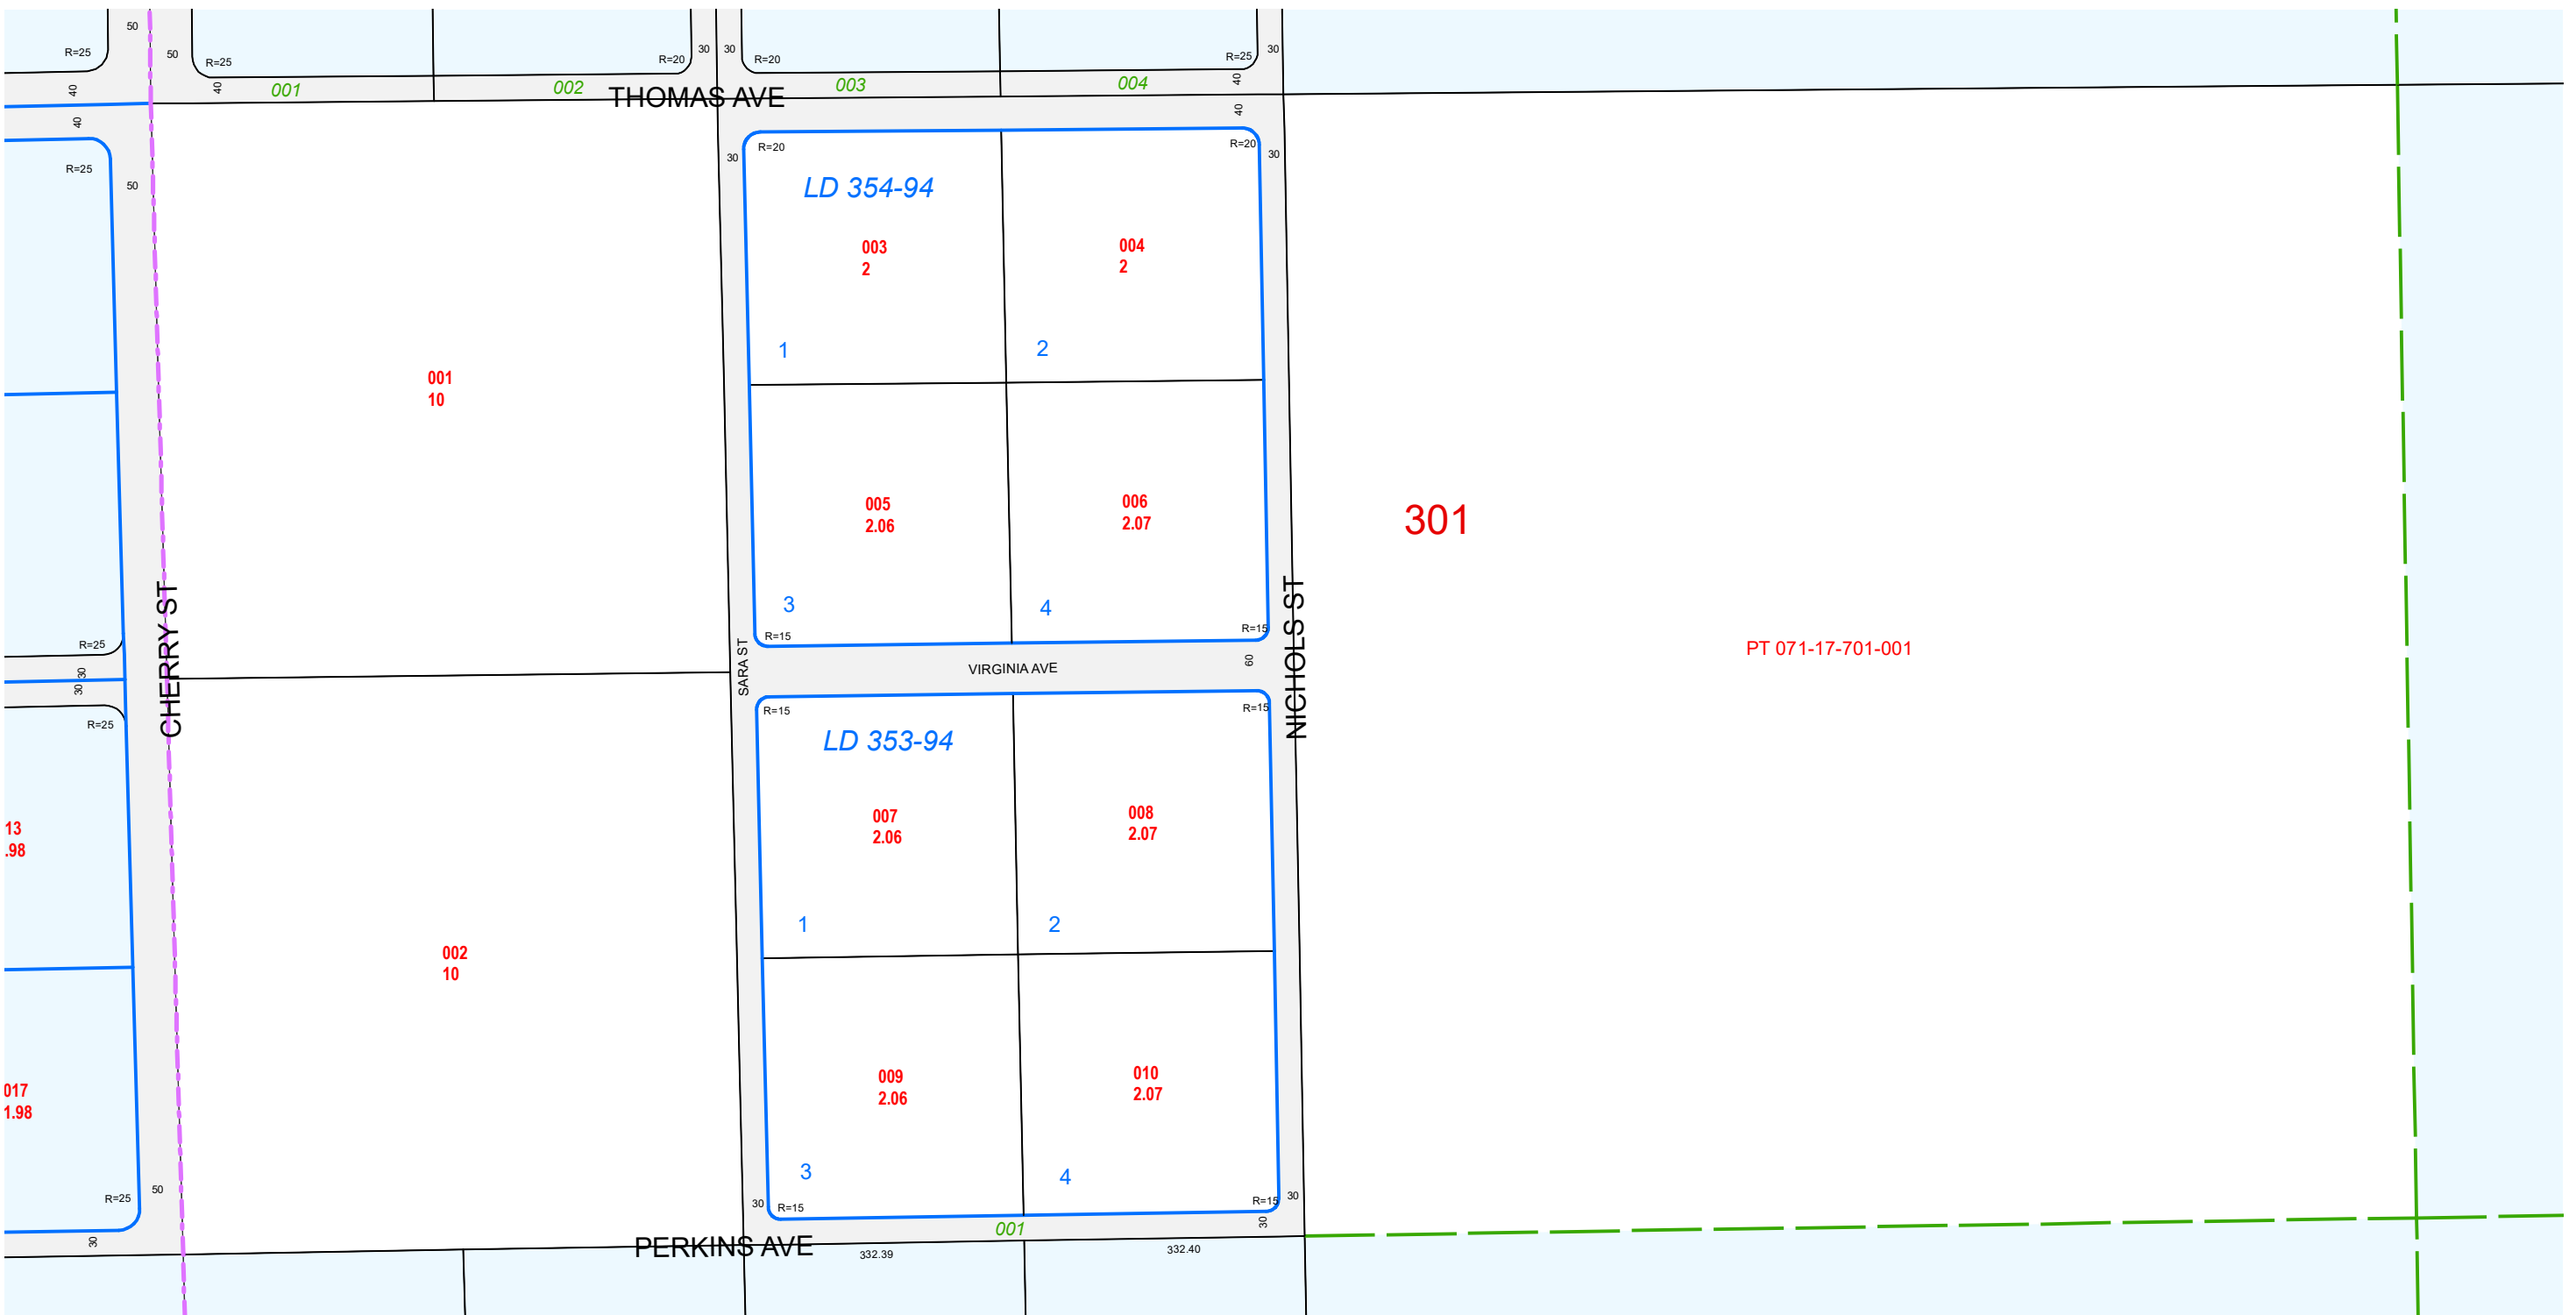 50
R=25
50
R=25
R=20
30
30
R=20
R=25
30
40
40
001
002
THOMAS AVE
003
004
40
40
40
R=25
50
30
R=20
R=20
30
LD 354-94
003
2
004
2
1
2
001
10
005
2.06
006
2.07
301
3
4
R=15
R=15
R=25
30
30
CHERRY ST
SARA ST
VIRGINIA AVE
60
NICHOLS ST
PT 071-17-701-001
R=25
R=15
R=15
LD 353-94
007
2.06
008
2.07
13
.98
1
2
002
10
009
2.06
010
2.07
017
1.98
3
4
R=25
50
30
R=15
R=15
30
30
001
30
PERKINS AVE
332.39
332.40